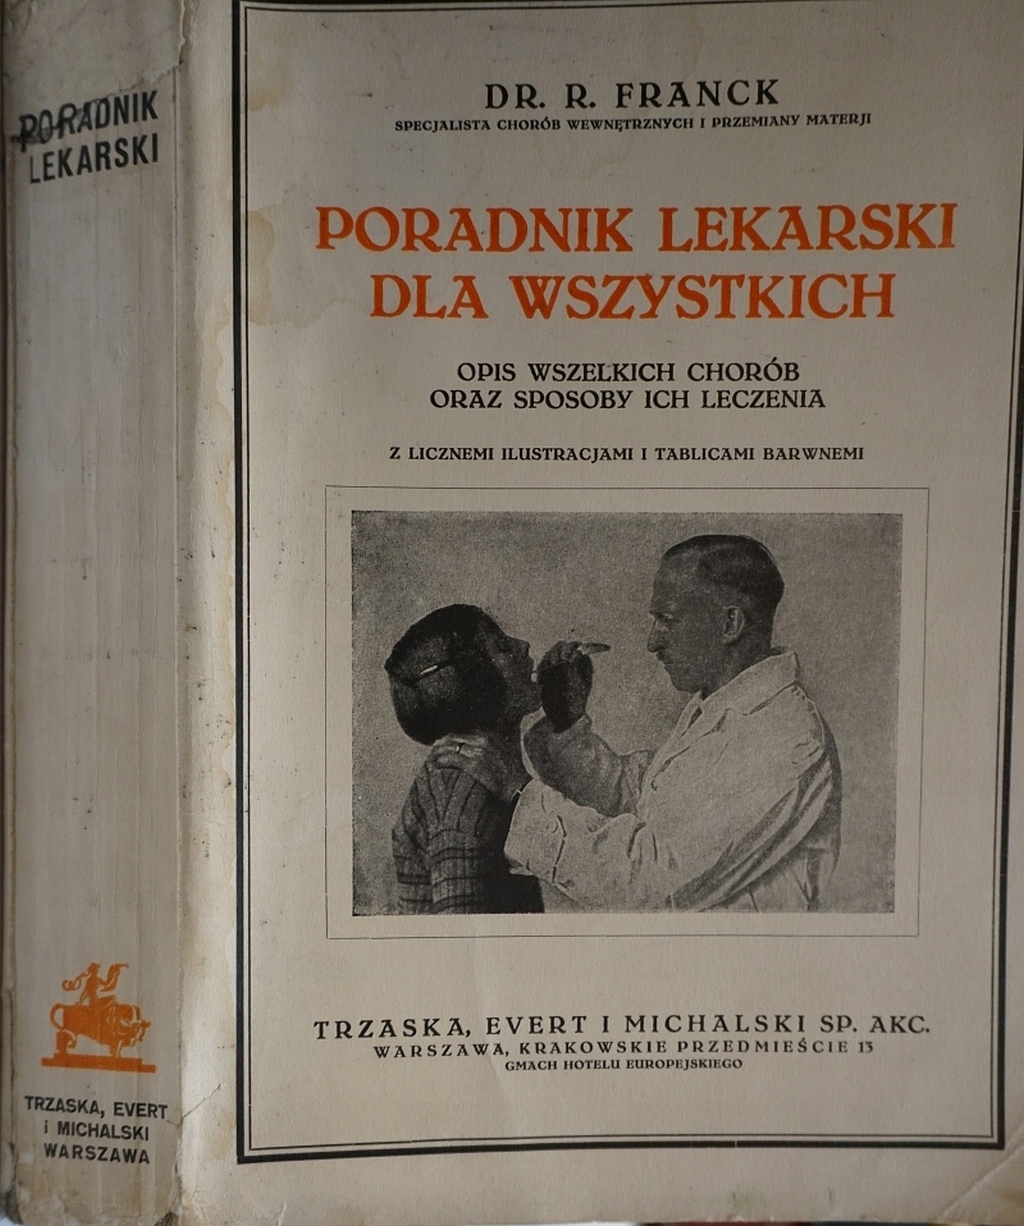 PORADNIK
LEKARSKI
TRZASKA, EVERT
i MICHALSKI
WARSZAWA
DR. R. FRANCK
SPECJALISTA CHORÓB WEWNĘTRZNYCH I PRZEMIANY MATERJI
PORADNIK LEKARSKI
DLA WSZYSTKICH
OPIS WSZELKICH CHORÓB
ORAZ SPOSOBY ICH LECZENIA
Z LICZNEMI ILUSTRACJAMI I TABLICAMI BARWNEMI
TRZASKA, EVERT I MICHALSKI SP. AKC.
WARSZAWA, KRAKOWSKIE PRZEDMIEŚCIE 13
GMACH HOTELU EUROPEJSKIEGO